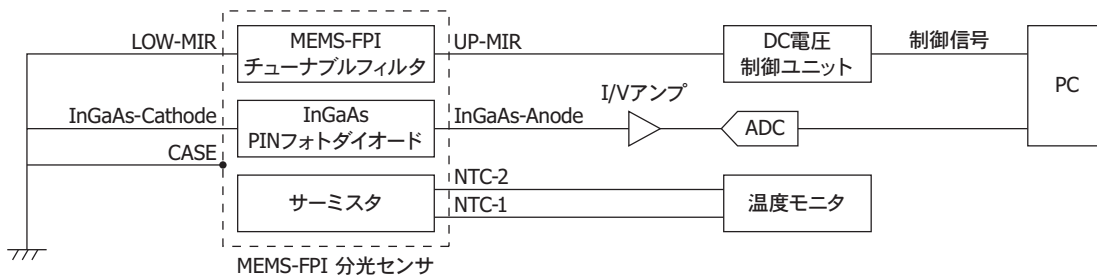 LOW-MIR
MEMS-FPI
チューナブルフィルタ
UP-MIR
DC電圧
制御ユニット
制御信号
PC
InGaAs-Cathode
InGaAs
PINフォトダイオード
InGaAs-Anode
I/Vアンプ
ADC
CASE
サーミスタ
NTC-2
NTC-1
温度モニタ
MEMS-FPI 分光センサ